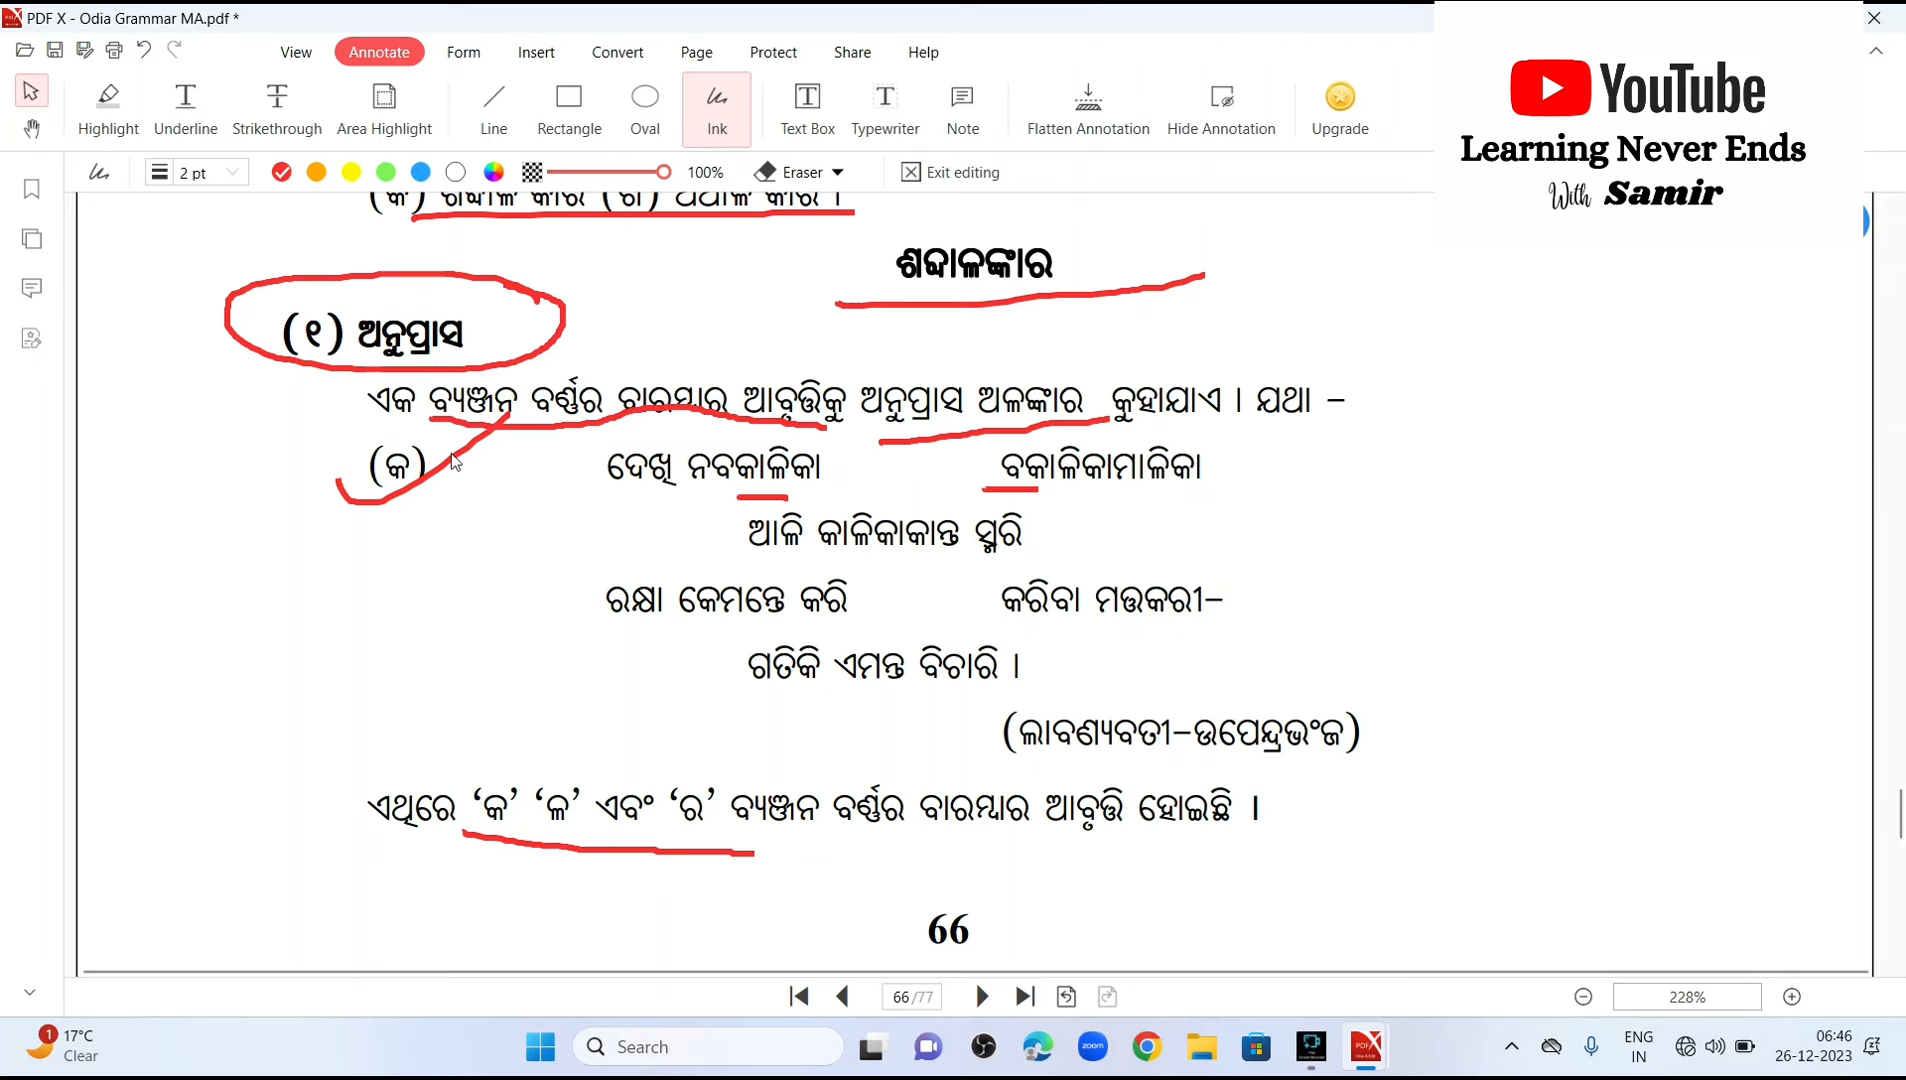 PDF X - Odia Grammar MA.pdf *
View Annotate Form Insert Convert Page Protect Share Help
Highlight Underline Strikethrough Area Highlight Line Rectangle Oval Ink Text Box Typewriter Note Flatten Annotation Hide Annotation Upgrade
2 pt 100% Eraser Exit editing
YouTube
Learning Never Ends
With Samir
ଶବ୍ଦାଳଙ୍କାର
(୧) ଅନୁପ୍ରାସ
ଏକ ବ୍ୟଞ୍ଜନ ବର୍ଣ୍ଣର ବାରମ୍ବାର ଆବୃତ୍ତିକୁ ଅନୁପ୍ରାସ ଅଳଙ୍କାର କୁହାଯାଏ । ଯଥା –
(କ) ଦେଖି ନବକାଳିକା ବକାଳିକାମାଳିକା
ଆଳି କାଳିକାକାନ୍ତ ସ୍ମରି
ରକ୍ଷା କେମନ୍ତେ କରି କରିବା ମତ୍ତକରୀ–
ଗତିକି ଏମନ୍ତ ବିଚାରି ।
(ଲାବଣ୍ୟବତୀ–ଉପେନ୍ଦ୍ରଭଂଜ)
ଏଥିରେ ‘କ’ ‘ଳ’ ଏବଂ ‘ର’ ବ୍ୟଞ୍ଜନ ବର୍ଣ୍ଣର ବାରମ୍ବାର ଆବୃତ୍ତି ହୋଇଛି ।
66
66 /77 228%
1 17°C
Clear
Search
zoom
ENG
IN
06:46
26-12-2023